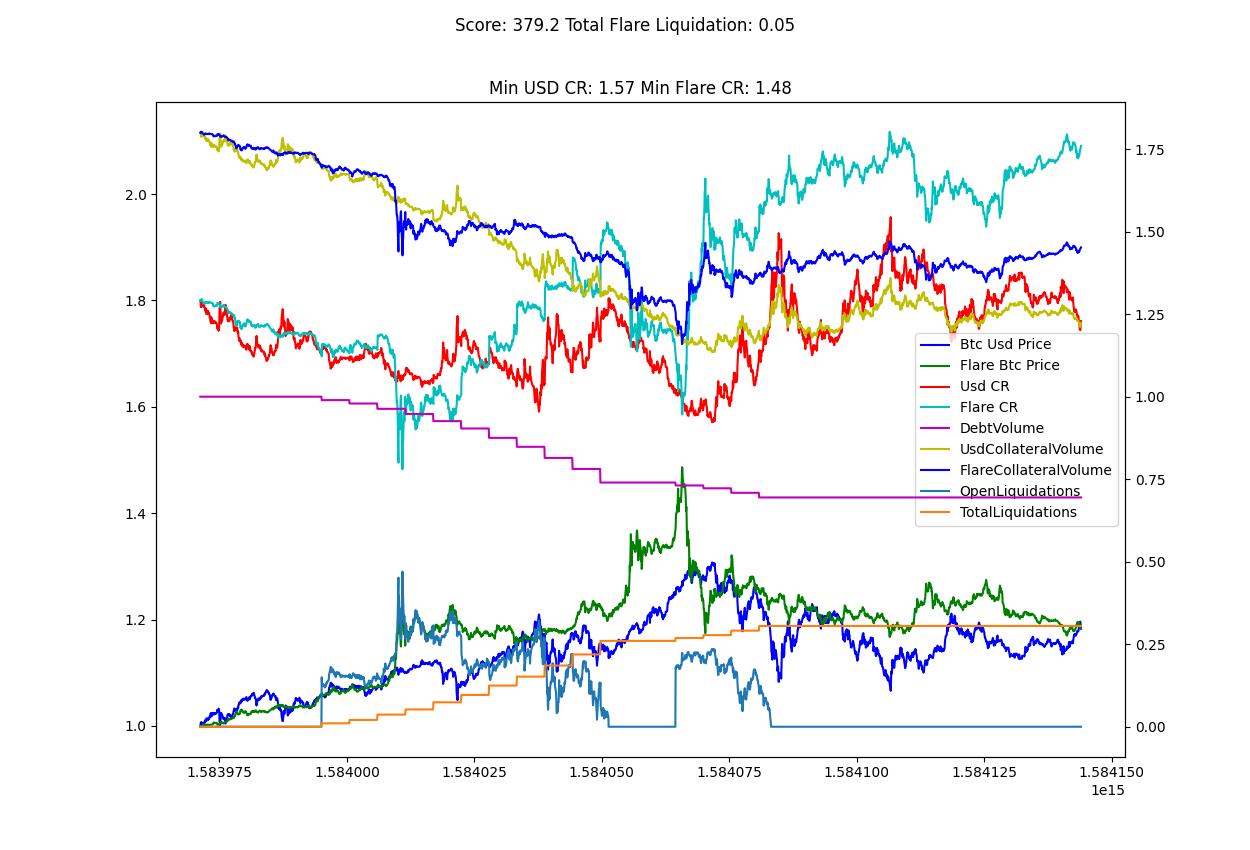 Score: 379.2 Total Flare Liquidation: 0.05
Min USD CR: 1.57 Min Flare CR: 1.48
2.0
1.8
1.6
1.4
1.2
1.0
1.75
1.50
1.25
1.00
0.75
0.50
0.25
0.00
Btc Usd Price
Flare Btc Price
Usd CR
Flare CR
DebtVolume
UsdCollateralVolume
FlareCollateralVolume
OpenLiquidations
TotalLiquidations
1.583975 1.584000 1.584025 1.584050 1.584075 1.584100 1.584125 1.584150
1e15